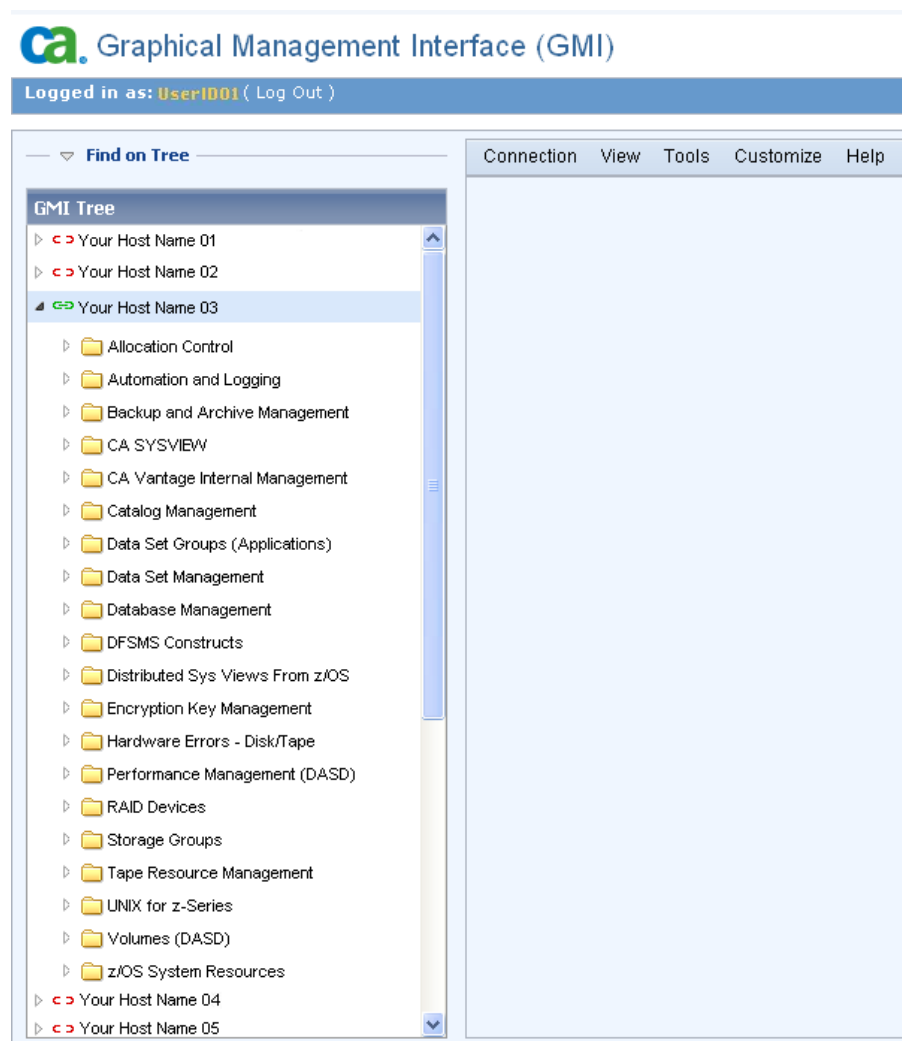 ca. Graphical Management Interface (GMI)
Logged in as: UserID01 ( Log Out )
Find on Tree
Connection View Tools Customize Help
GMI Tree
Your Host Name 01
Your Host Name 02
Your Host Name 03
Allocation Control
Automation and Logging
Backup and Archive Management
CA SYSVIEW
CA Vantage Internal Management
Catalog Management
Data Set Groups (Applications)
Data Set Management
Database Management
DFSMS Constructs
Distributed Sys Views From z/OS
Encryption Key Management
Hardware Errors - Disk/Tape
Performance Management (DASD)
RAID Devices
Storage Groups
Tape Resource Management
UNIX for z-Series
Volumes (DASD)
z/OS System Resources
Your Host Name 04
Your Host Name 05